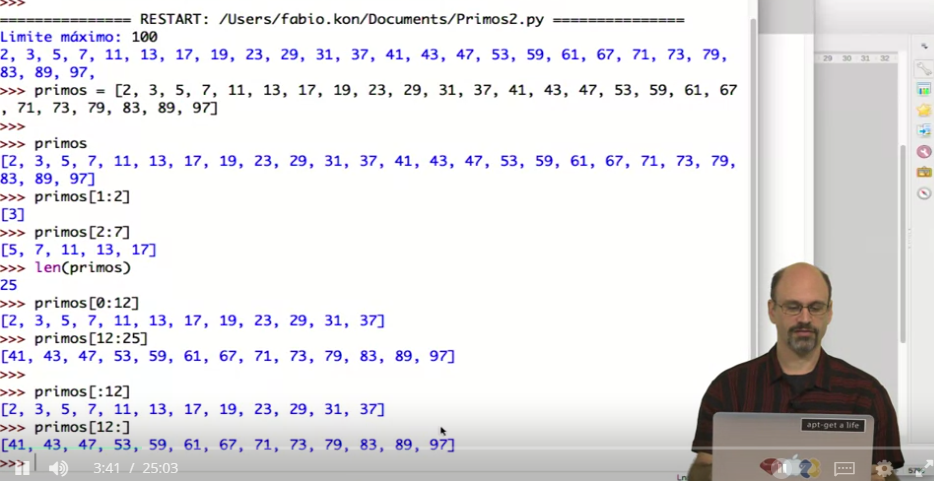 >>>
=============== RESTART: /Users/fabio.kon/Documents/Primos2.py ===============
Limite máximo: 100
2, 3, 5, 7, 11, 13, 17, 19, 23, 29, 31, 37, 41, 43, 47, 53, 59, 61, 67, 71, 73, 79,
83, 89, 97,
>>> primos = [2, 3, 5, 7, 11, 13, 17, 19, 23, 29, 31, 37, 41, 43, 47, 53, 59, 61, 67
, 71, 73, 79, 83, 89, 97]
>>>
>>> primos
[2, 3, 5, 7, 11, 13, 17, 19, 23, 29, 31, 37, 41, 43, 47, 53, 59, 61, 67, 71, 73, 79,
83, 89, 97]
>>> primos[1:2]
[3]
>>> primos[2:7]
[5, 7, 11, 13, 17]
>>> len(primos)
25
>>> primos[0:12]
[2, 3, 5, 7, 11, 13, 17, 19, 23, 29, 31, 37]
>>> primos[12:25]
[41, 43, 47, 53, 59, 61, 67, 71, 73, 79, 83, 89, 97]
>>>
>>> primos[:12]
[2, 3, 5, 7, 11, 13, 17, 19, 23, 29, 31, 37]
>>> primos[12:]
[41, 43, 47, 53, 59, 61, 67, 71, 73, 79, 83, 89, 97]
>>>
3:41 / 25:03
29 30 31 32
apt-get a life
Ln
57%